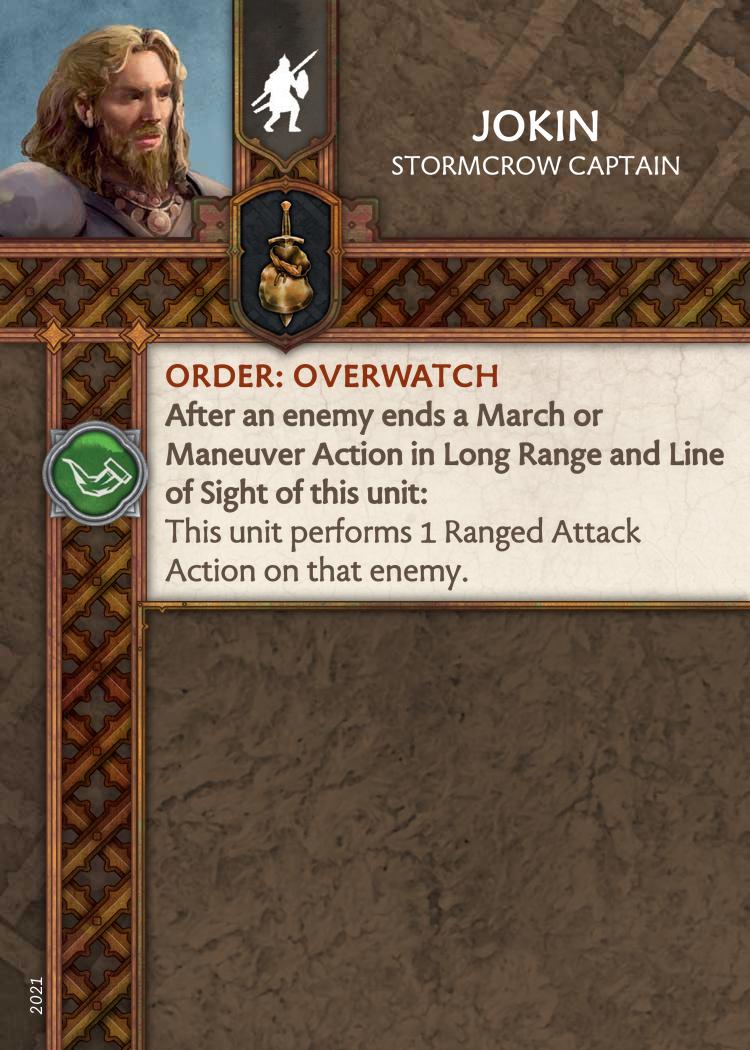 JOKIN
STORMCROW CAPTAIN
ORDER: OVERWATCH
After an enemy ends a March or
Maneuver Action in Long Range and Line
of Sight of this unit:
This unit performs 1 Ranged Attack
Action on that enemy.
2021